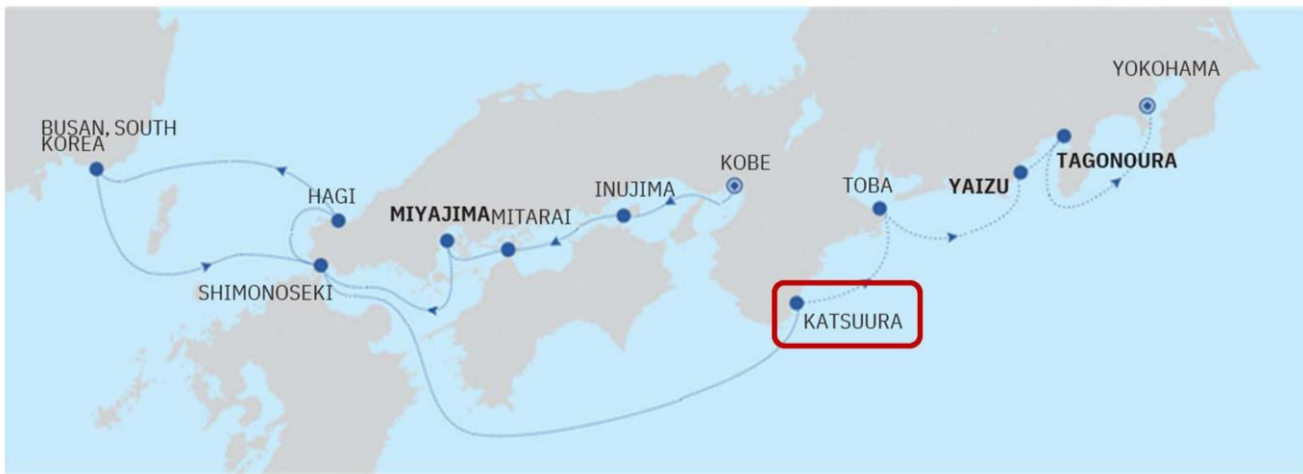 YOKOHAMA
BUSAN, SOUTH
KOREA
KOBE
TAGONOURA
HAGI
INUJIMA
TOBA
YAIZU
MIYAJIMA
MITARAI
SHIMONOSEKI
KATSUURA